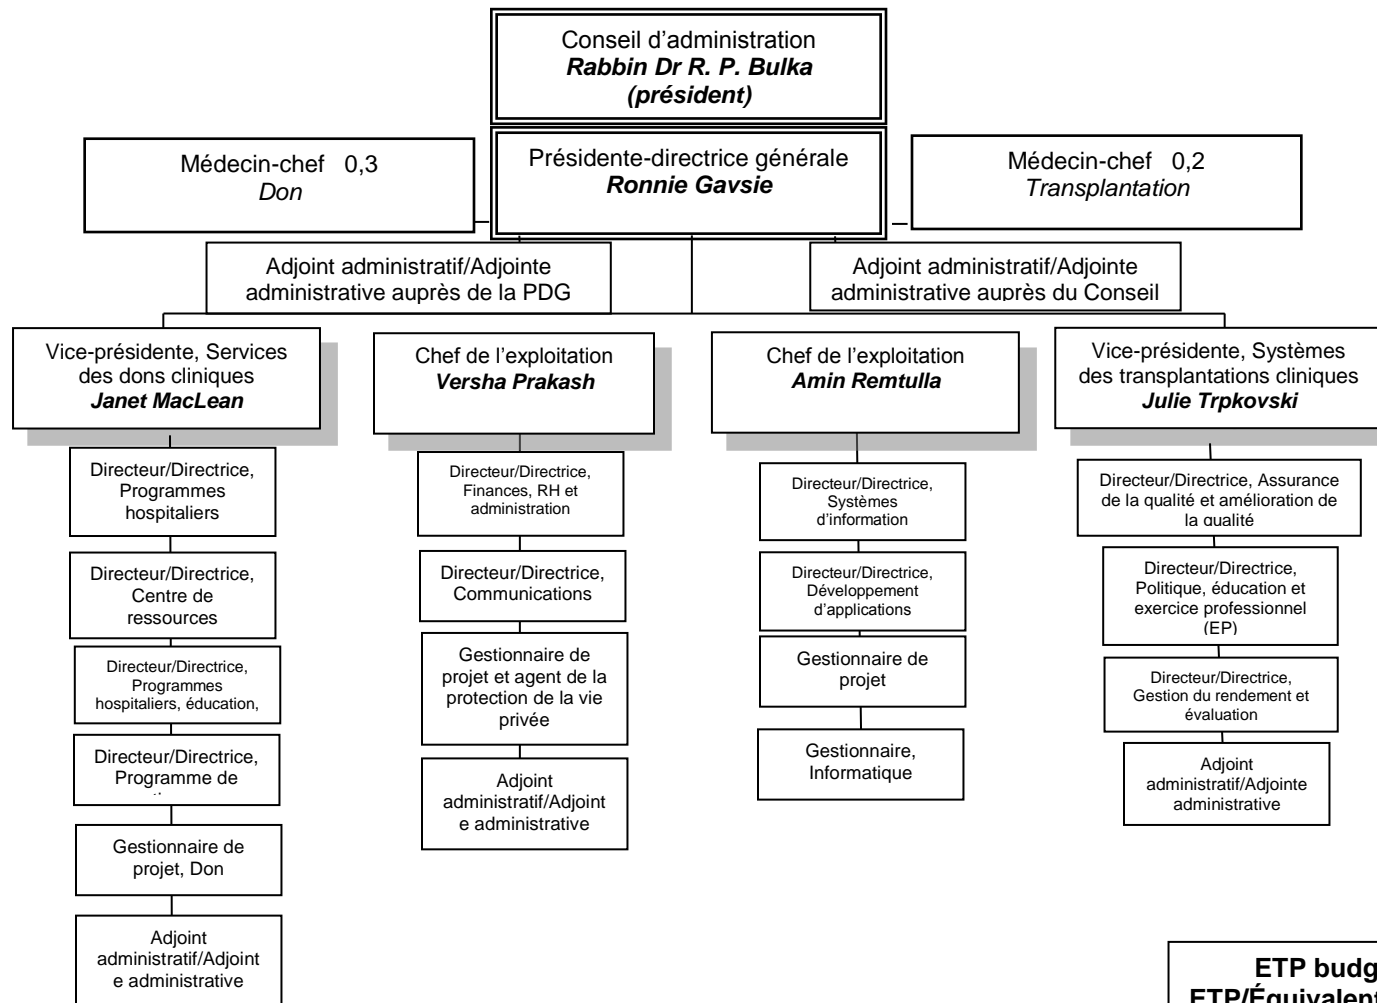 Conseil d'administration
Rabbin Dr R. P. Bulka
(président)
Médecin-chef 0,3
Don
Présidente-directrice générale
Ronnie Gavsie
Médecin-chef 0,2
Transplantation
Adjoint administratif/Adjointe
administrative auprès de la PDG
Adjoint administratif/Adjointe
administrative auprès du Conseil
Vice-présidente, Services
des dons cliniques
Janet MacLean
Chef de l'exploitation
Versha Prakash
Chef de l'exploitation
Amin Remtulla
Vice-présidente, Systèmes
des transplantations cliniques
Julie Trpkovski
Directeur/Directrice,
Programmes
hospitaliers
Directeur/Directrice,
Centre de
ressources
Directeur/Directrice,
Programmes
hospitaliers, éducation,
Directeur/Directrice,
Programme de
Gestionnaire de
projet, Don
Adjoint
administratif/Adjoint
e administrative
Directeur/Directrice,
Finances, RH et
administration
Directeur/Directrice,
Communications
Gestionnaire de
projet et agent de la
protection de la vie
privée
Adjoint
administratif/Adjoint
e administrative
Directeur/Directrice,
Systèmes
d'information
Directeur/Directrice,
Développement
d'applications
Gestionnaire de
projet
Gestionnaire,
Informatique
Directeur/Directrice, Assurance
de la qualité et amélioration de
la qualité
Directeur/Directrice,
Politique, éducation et
exercice professionnel
(EP)
Directeur/Directrice,
Gestion du rendement et
évaluation
Adjoint
administratif/Adjointe
administrative
ETP budg
ETP/Équivalent